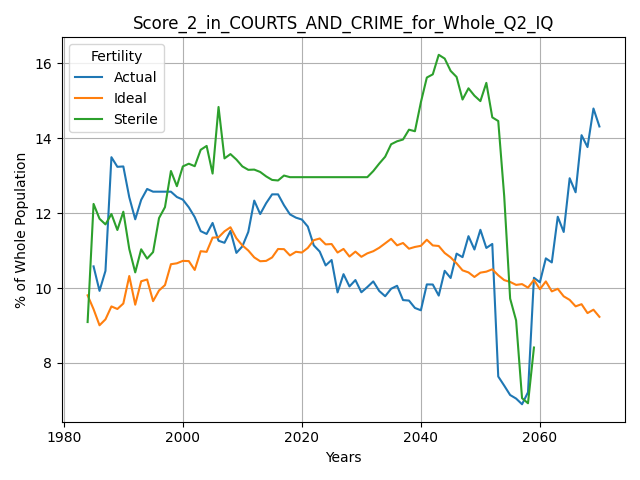 Score_2_in_COURTS_AND_CRIME_for_Whole_Q2_IQ
Fertility
Actual
Ideal
Sterile
% of Whole Population
16
14
12
10
8
1980
2000
2020
2040
2060
Years